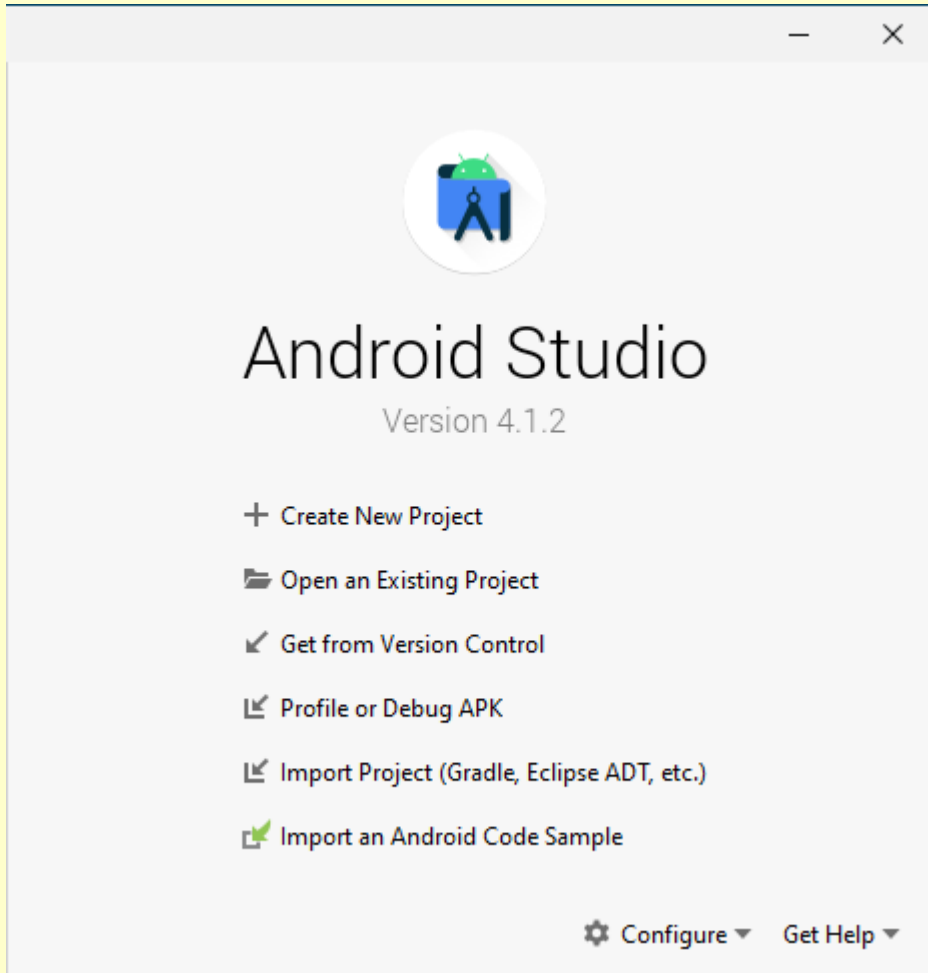 Android Studio
Version 4.1.2
Create New Project
Open an Existing Project
Get from Version Control
Profile or Debug APK
Import Project (Gradle, Eclipse ADT, etc.)
Import an Android Code Sample
Configure Get Help